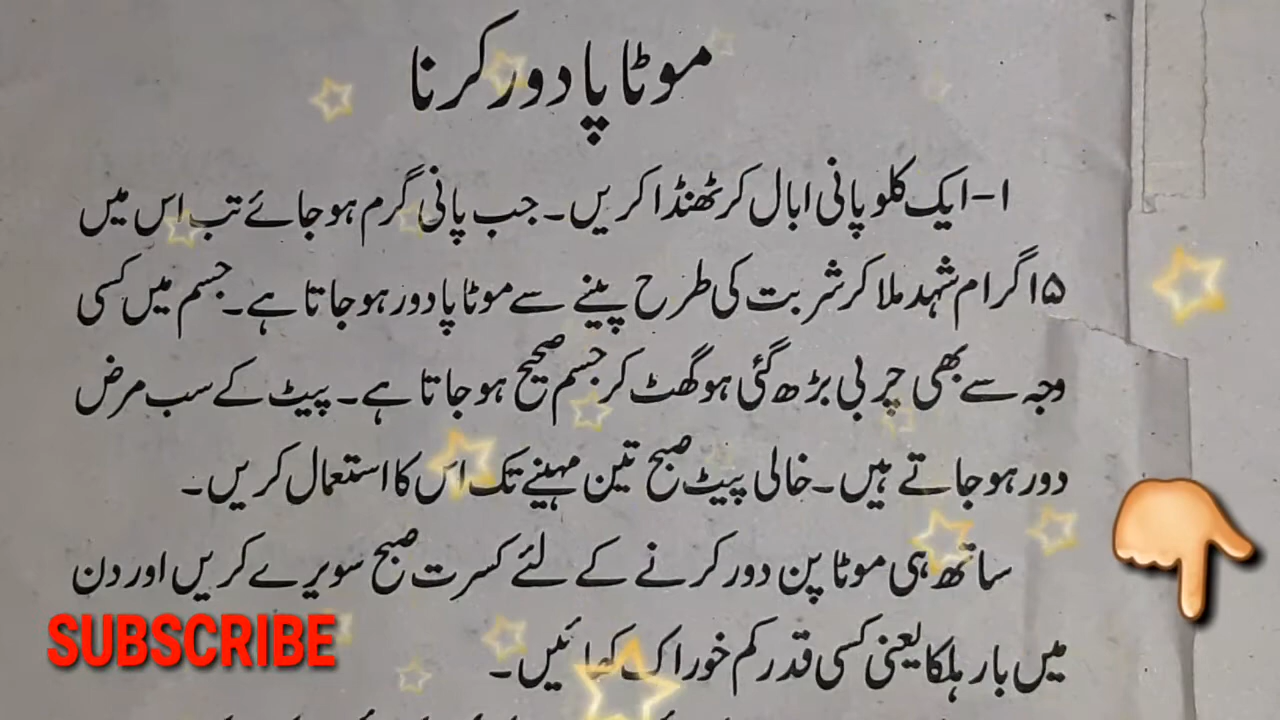 موٹاپا دور کرنا
۱- ایک کلو پانی ابال کر ٹھنڈا کریں۔ جب پانی گرم ہو جائے تب اس میں
۱۵ گرام شہد ملا کر شربت کی طرح پینے سے موٹاپا دور ہو جاتا ہے۔ جسم میں کسی
وجہ سے بھی چربی بڑھ گئی ہو گھٹ کر جسم صحیح ہو جاتا ہے۔ پیٹ کے سب مرض
دور ہو جاتے ہیں۔ خالی پیٹ صبح تین مہینے تک اس کا استعمال کریں۔
ساتھ ہی موٹاپن دور کرنے کے لئے کسرت صبح سویرے کریں اور دن
میں بار ہلکا یعنی کسی قدر کم خوراک کھائیں۔
SUBSCRIBE